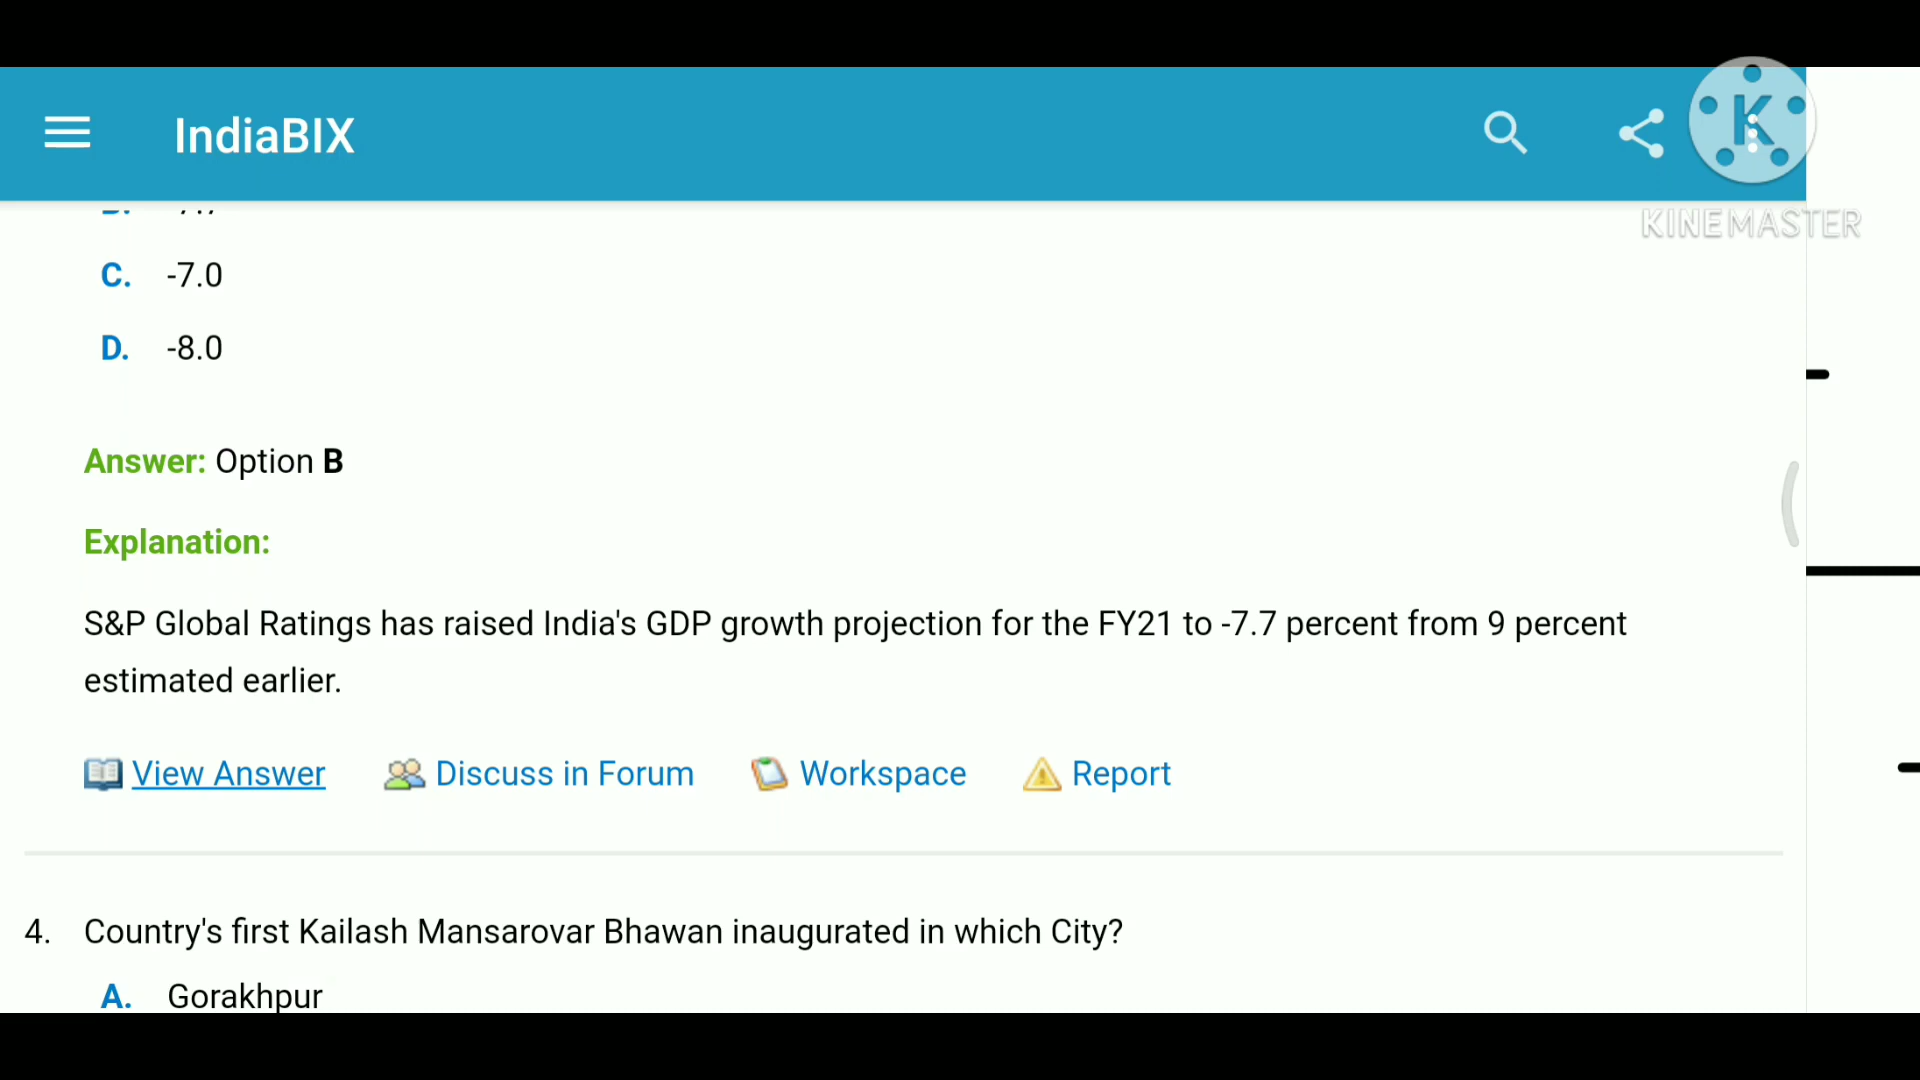 IndiaBIX
K
KINEMASTER
C. -7.0
D. -8.0
Answer: Option B
Explanation:
S&P Global Ratings has raised India's GDP growth projection for the FY21 to -7.7 percent from 9 percent
estimated earlier.
View Answer Discuss in Forum Workspace Report
4. Country's first Kailash Mansarovar Bhawan inaugurated in which City?
A. Gorakhpur